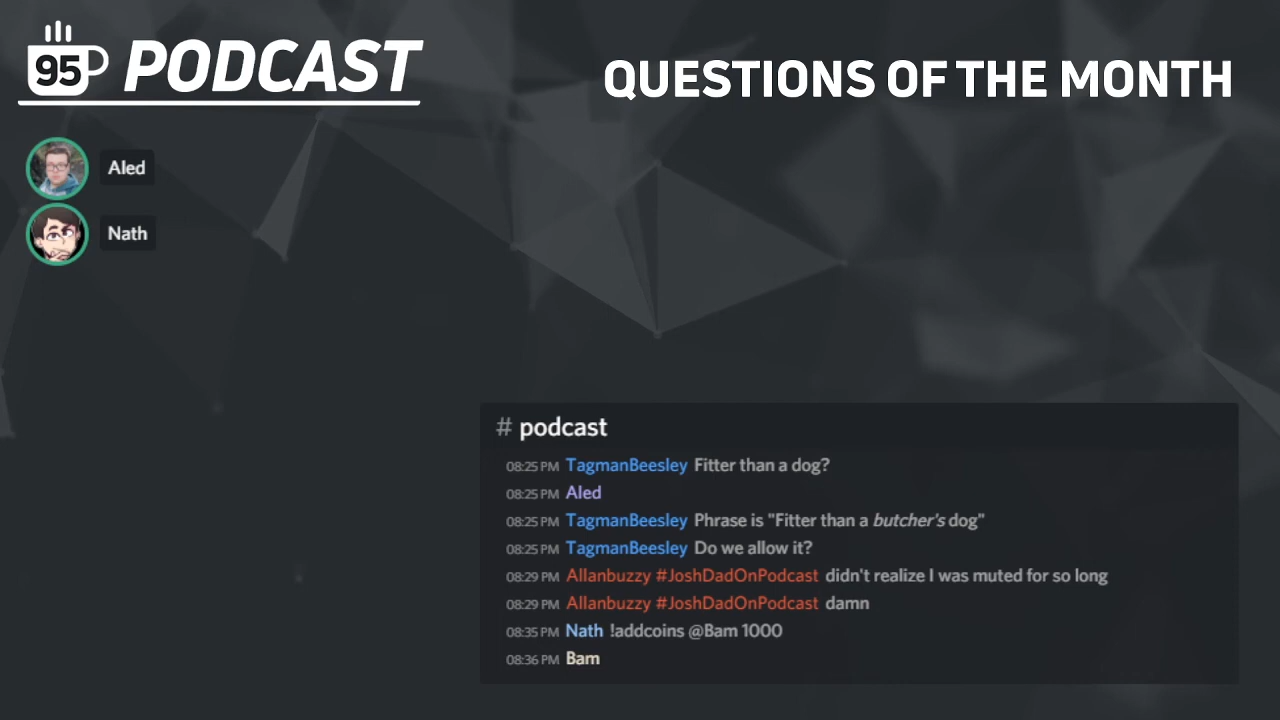 95 PODCAST
QUESTIONS OF THE MONTH
Aled
Nath
# podcast
08:25 PM TagmanBeesley Fitter than a dog?
08:25 PM Aled
08:25 PM TagmanBeesley Phrase is "Fitter than a butcher's dog"
08:25 PM TagmanBeesley Do we allow it?
08:29 PM Allanbuzzy #JoshDadOnPodcast didn't realize I was muted for so long
08:29 PM Allanbuzzy #JoshDadOnPodcast damn
08:35 PM Nath !addcoins @Bam 1000
08:36 PM Bam